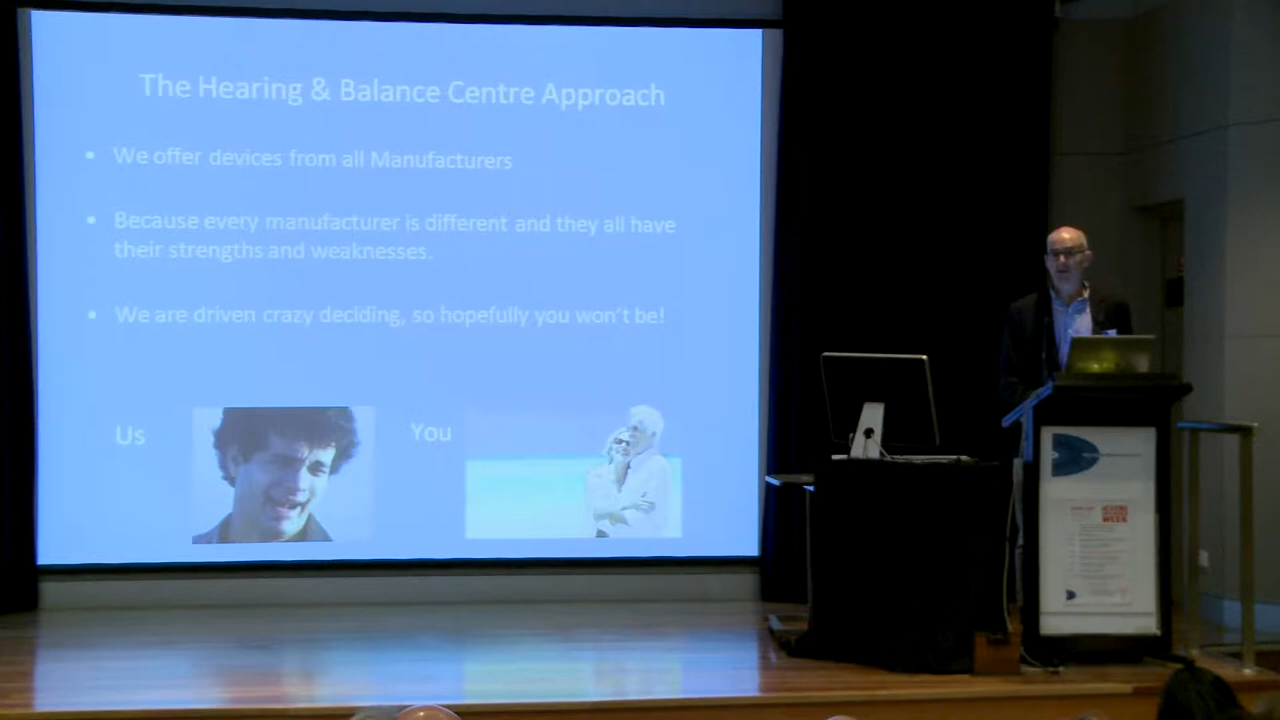 The Hearing & Balance Centre Approach
• We offer devices from all Manufacturers
• Because every manufacturer is different and they all have
their strengths and weaknesses.
• We are driven crazy deciding, so hopefully you won't be!
Us
You
WEEK